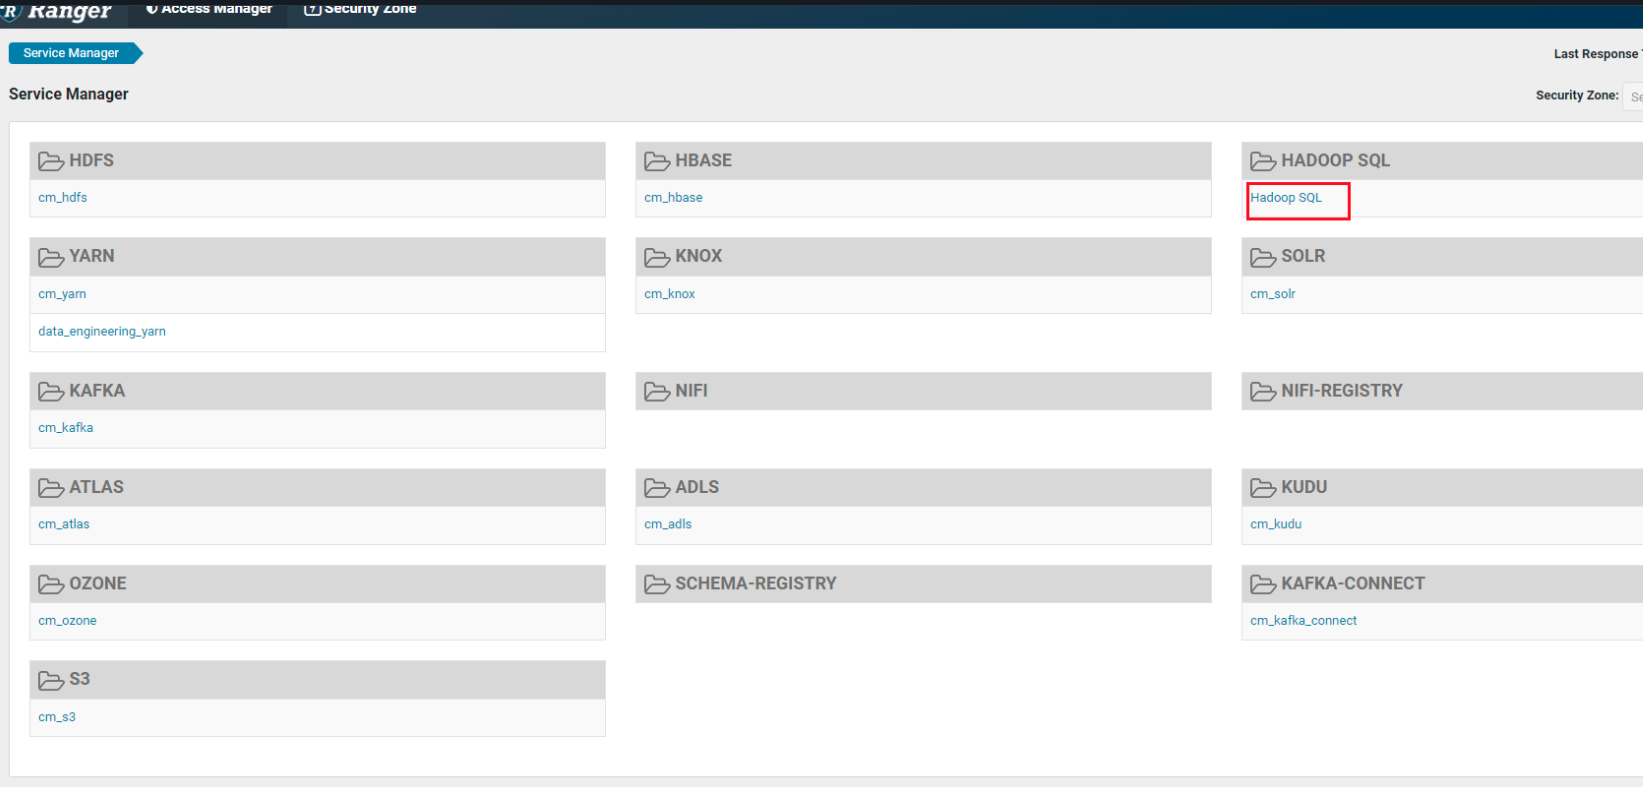 Ranger Access Manager Security Zone
Service Manager
Last Response
Service Manager
Security Zone: Se
HDFS
cm_hdfs
HBASE
cm_hbase
HADOOP SQL
Hadoop SQL
YARN
cm_yarn
data_engineering_yarn
KNOX
cm_knox
SOLR
cm_solr
KAFKA
cm_kafka
NIFI
NIFI-REGISTRY
ATLAS
cm_atlas
ADLS
cm_adls
KUDU
cm_kudu
OZONE
cm_ozone
SCHEMA-REGISTRY
KAFKA-CONNECT
cm_kafka_connect
S3
cm_s3